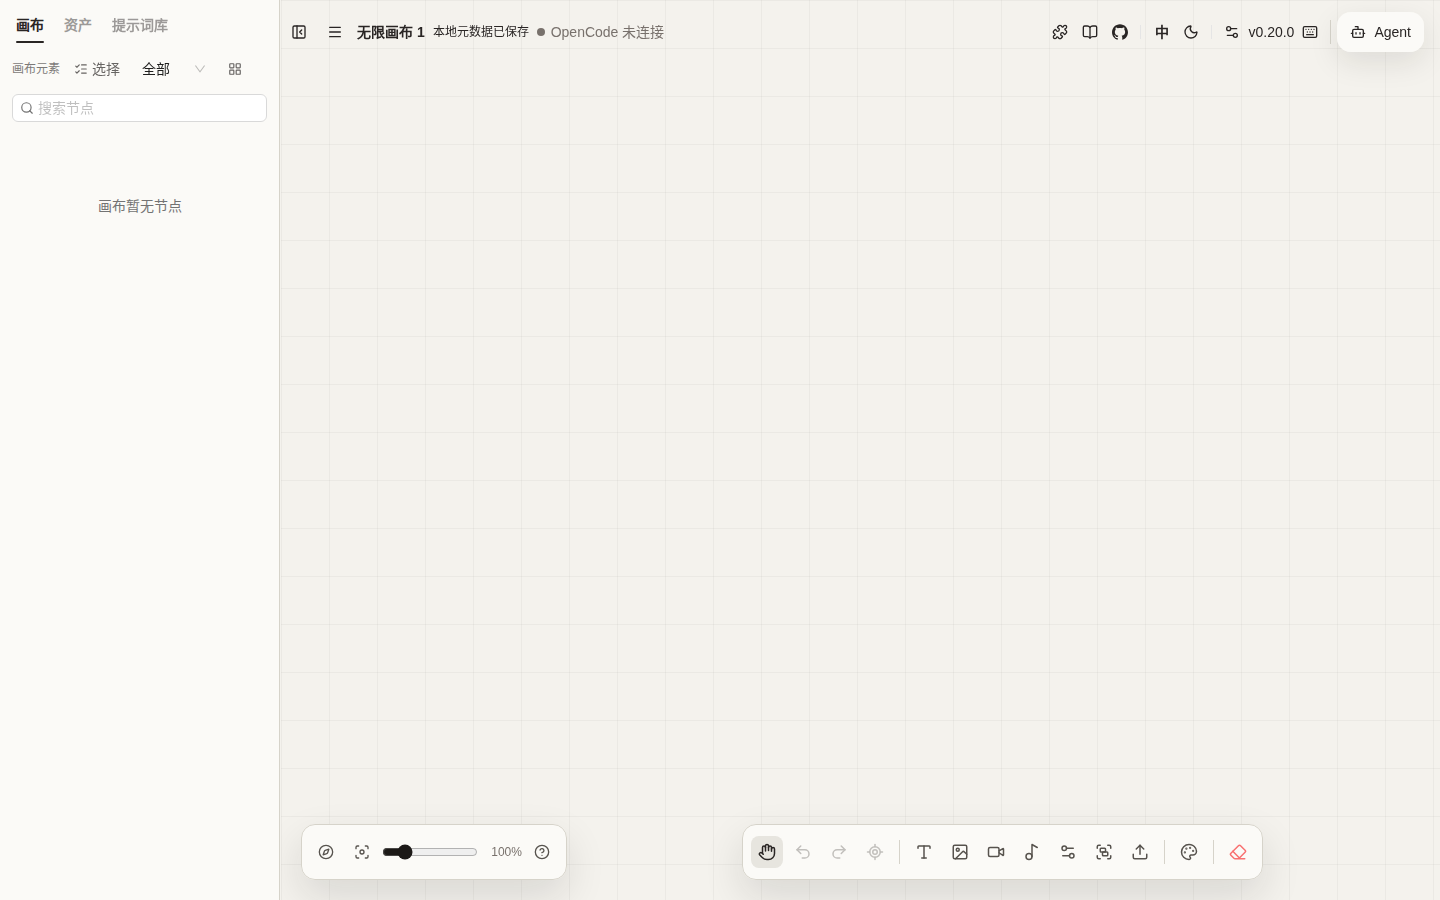 画布 资产 提示词库
画布元素 选择 全部
搜索节点
画布暂无节点
无限画布 1 本地元数据已保存 OpenCode 未连接
中 v0.20.0 Agent
100%